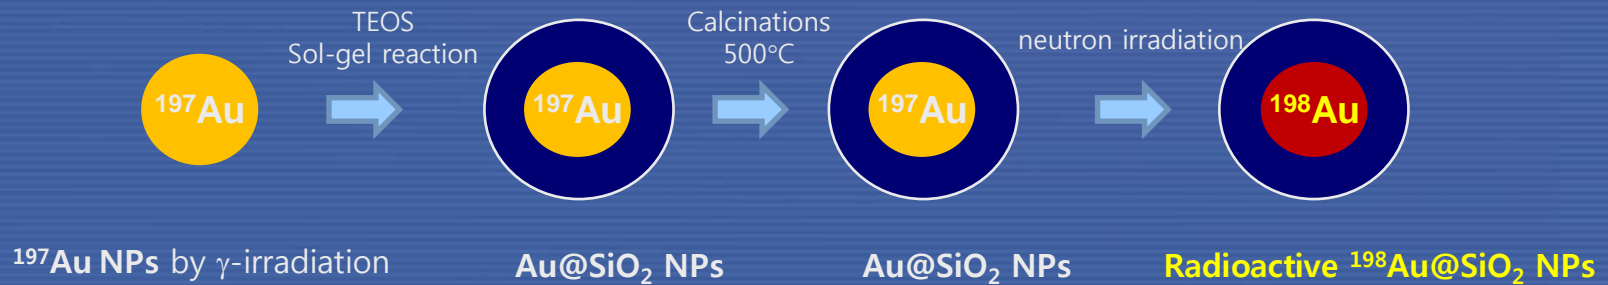 TEOS
Sol-gel reaction
Calcinations
500°C
neutron irradiation
¹⁹⁷Au
¹⁹⁷Au
¹⁹⁷Au
¹⁹⁸Au
¹⁹⁷Au NPs by γ-irradiation
Au@SiO₂ NPs
Au@SiO₂ NPs
Radioactive ¹⁹⁸Au@SiO₂ NPs